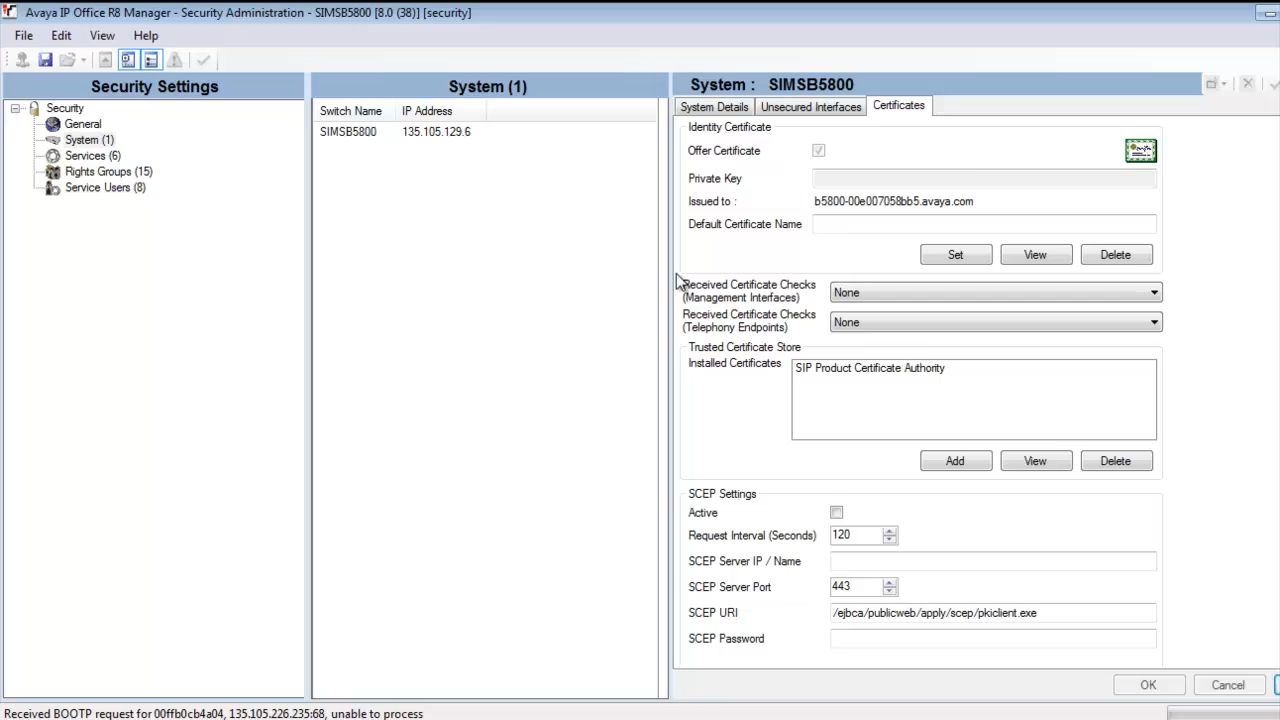 Avaya IP Office R8 Manager - Security Administration - SIMSB5800 [8.0 (38)] [security]
File Edit View Help
Security Settings
Security
General
System (1)
Services (6)
Rights Groups (15)
Service Users (8)
System (1)
Switch Name IP Address
SIMSB5800 135.105.129.6
System : SIMSB5800
System Details Unsecured Interfaces Certificates
Identity Certificate
Offer Certificate
Private Key
Issued to : b5800-00e007058bb5.avaya.com
Default Certificate Name
Set View Delete
Received Certificate Checks
(Management Interfaces) None
Received Certificate Checks
(Telephony Endpoints) None
Trusted Certificate Store
Installed Certificates SIP Product Certificate Authority
Add View Delete
SCEP Settings
Active
Request Interval (Seconds) 120
SCEP Server IP / Name
SCEP Server Port 443
SCEP URI /ejbca/publicweb/apply/scep/pkiclient.exe
SCEP Password
OK Cancel
Received BOOTP request for 00ffb0cb4a04, 135.105.226.235:68, unable to process